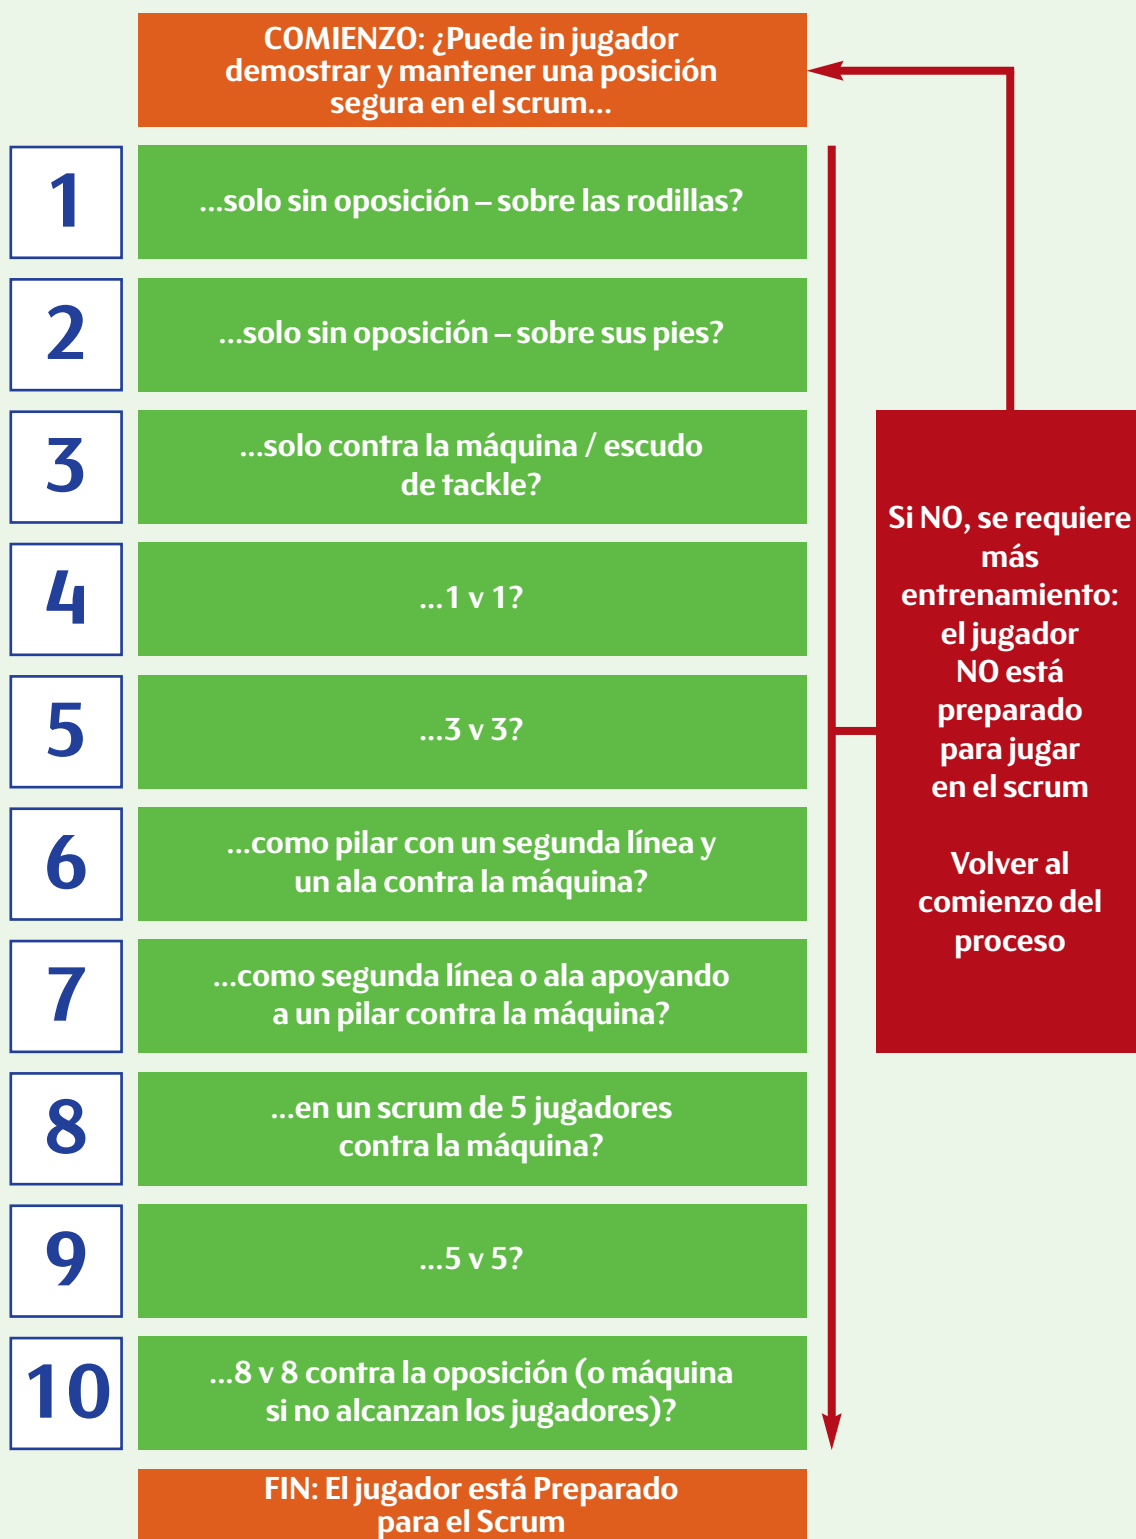 COMIENZO: ¿Puede in jugador
demostrar y mantener una posición
segura en el scrum...
1
...solo sin oposición – sobre las rodillas?
2
...solo sin oposición – sobre sus pies?
3
...solo contra la máquina / escudo
de tackle?
4
...1 v 1?
5
...3 v 3?
6
...como pilar con un segunda línea y
un ala contra la máquina?
7
...como segunda línea o ala apoyando
a un pilar contra la máquina?
8
...en un scrum de 5 jugadores
contra la máquina?
9
...5 v 5?
10
...8 v 8 contra la oposición (o máquina
si no alcanzan los jugadores)?
FIN: El jugador está Preparado
para el Scrum
Si NO, se requiere
más
entrenamiento:
el jugador
NO está
preparado
para jugar
en el scrum
Volver al
comienzo del
proceso